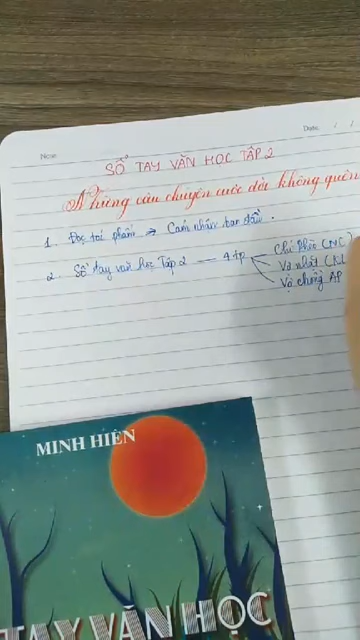 Date.
SỔ TAY VĂN HỌC TẬP 2
Những câu chuyện cuộc đời không quên
1. Đọc tác phẩm → Cảm nhận ban đầu.
2. Sổ tay văn học Tập 2 — 4 tp
Chí Phèo (NC)
Vợ nhặt (KL
Vợ chồng AP
MINH HIÊN
TAY VĂN HỌC